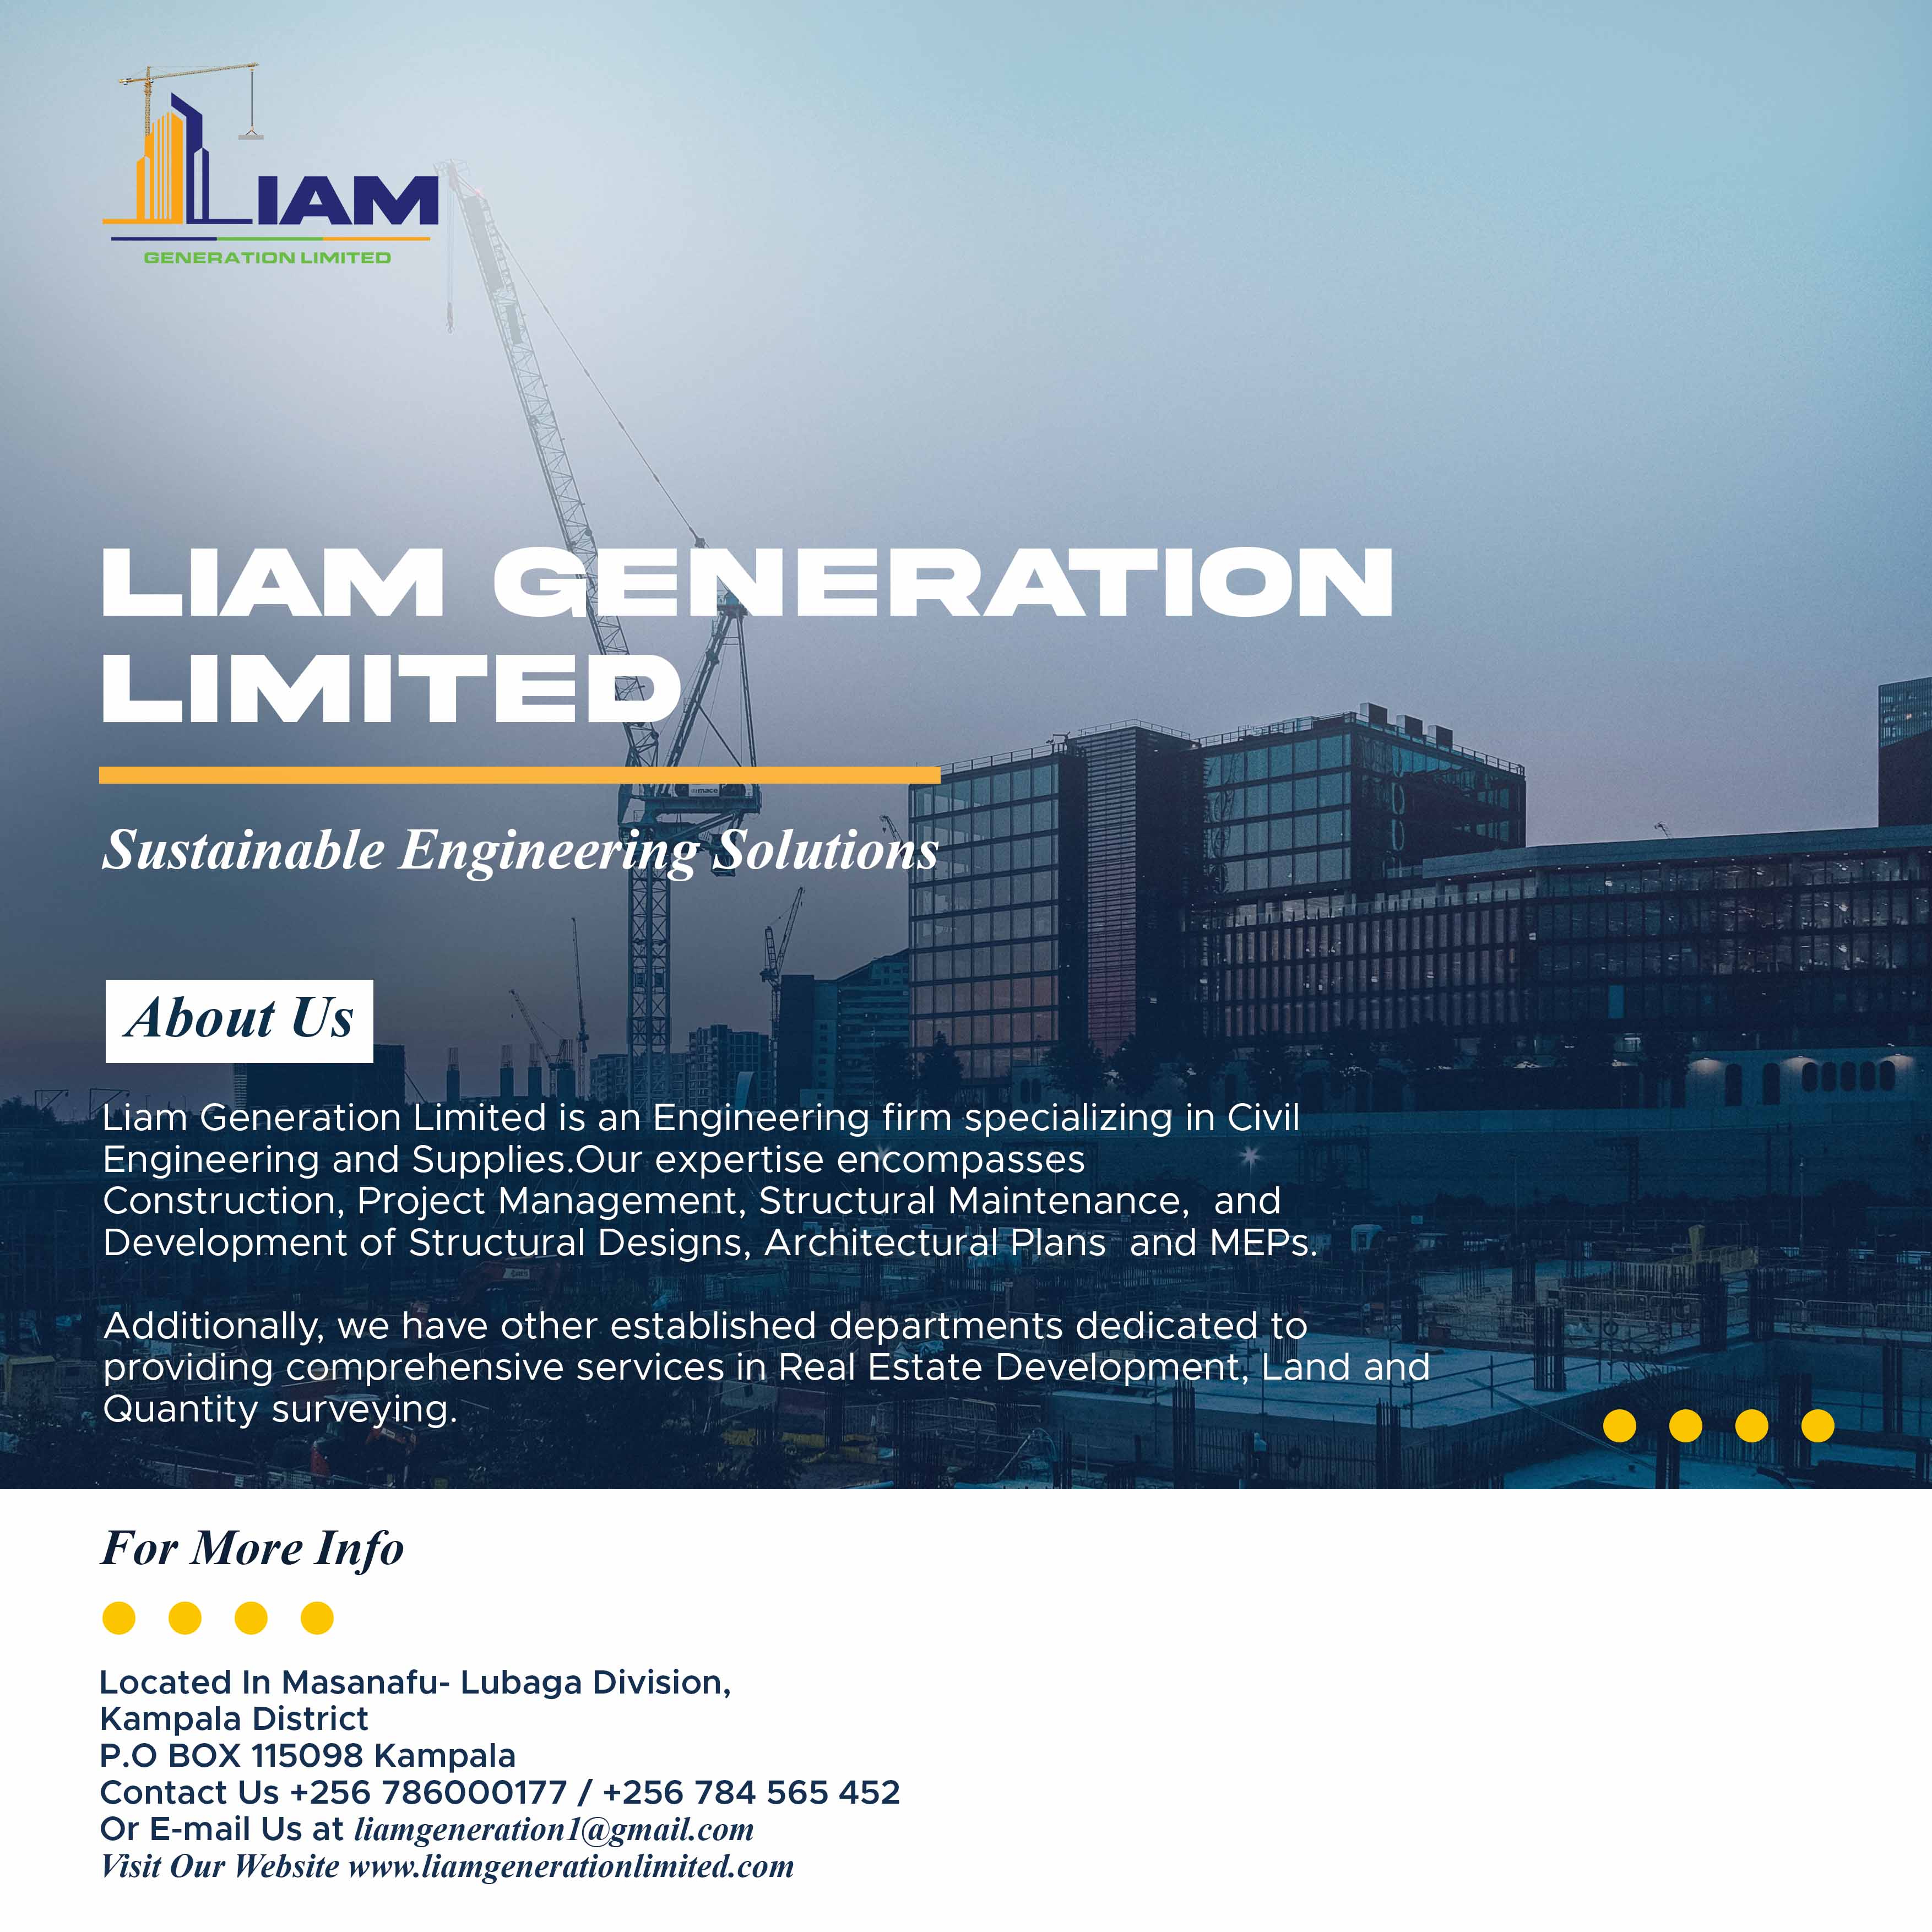 LIAM
GENERATION LIMITED
LIAM GENERATION
LIMITED
mace
Sustainable Engineering Solutions
About Us
Liam Generation Limited is an Engineering firm specializing in Civil
Engineering and Supplies.Our expertise encompasses
Construction, Project Management, Structural Maintenance,  and
Development of Structural Designs, Architectural Plans  and MEPs.
Additionally, we have other established departments dedicated to
providing comprehensive services in Real Estate Development, Land and
Quantity surveying.
For More Info
Located In Masanafu- Lubaga Division,
Kampala District
P.O BOX 115098 Kampala
Contact Us +256 786000177 / +256 784 565 452
Or E-mail Us at liamgeneration1@gmail.com
Visit Our Website www.liamgenerationlimited.com